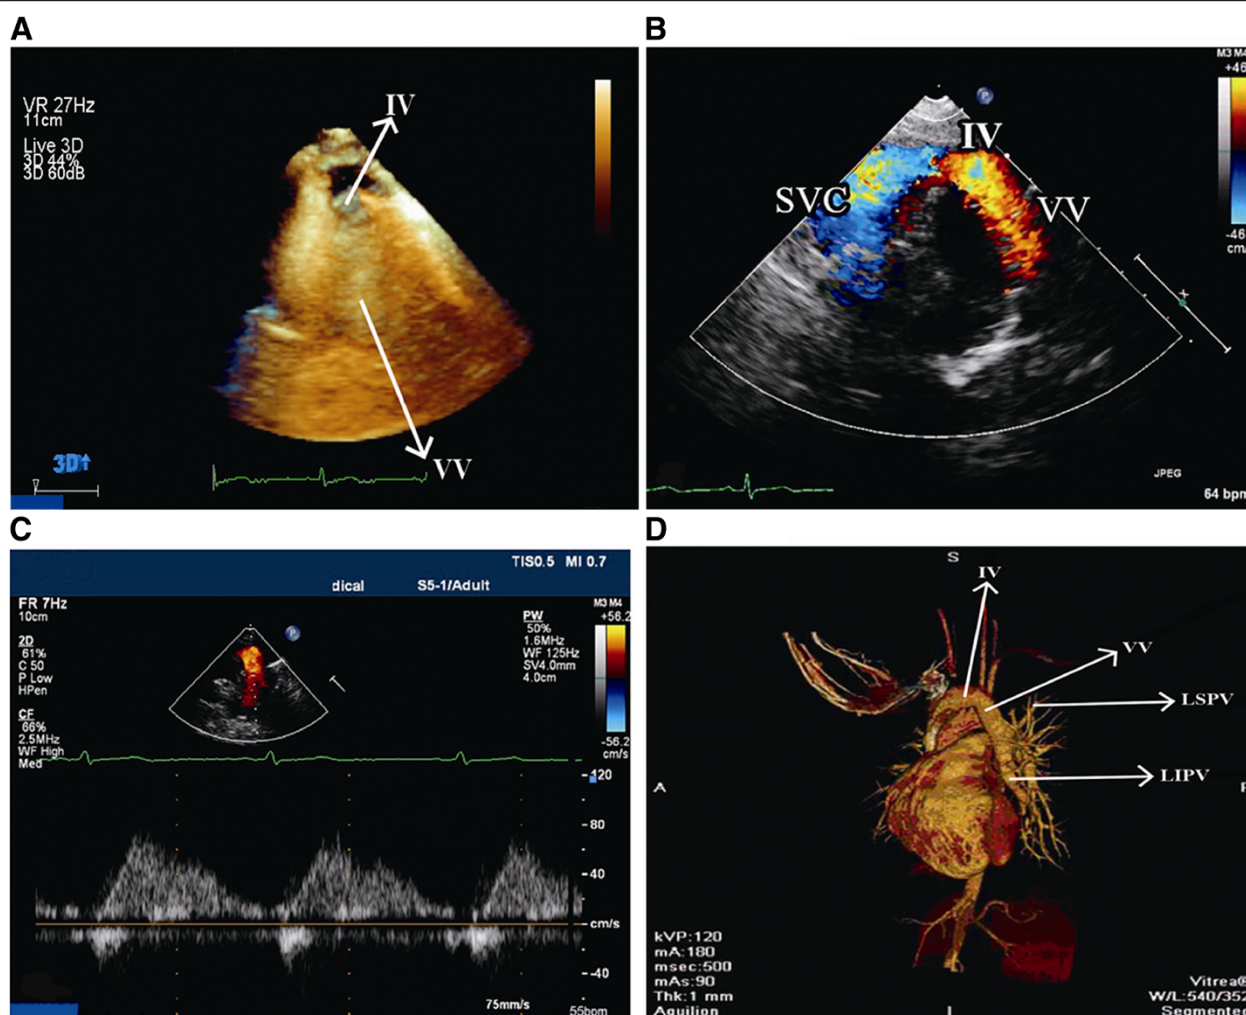 A
VR 27Hz
11cm
Live 3D
3D 44%
3D 60dB
IV
VV
3D
B
M3 M4
+46
SVC
IV
VV
-46
cm/
JPEG
64 bpm
C
TIS0.5 MI 0.7
dical
S5-1/Adult
FR 7Hz
10cm
2D
61%
C 50
P Low
HPen
CF
66%
2.5MHz
WF High
Med
P
PW
50%
1.6MHz
WF 125Hz
SV4.0mm
4.0cm
M3 M4
+56.2
-56.2
cm/s
120
80
40
cm/s
-40
75mm/s
55bpm
D
S
IV
VV
LSPV
LIPV
A
kVP:120
mA:180
msec:500
mAs:90
Thk:1 mm
Aquilion
I
Vitrea®
W/L:540/352
Segmented